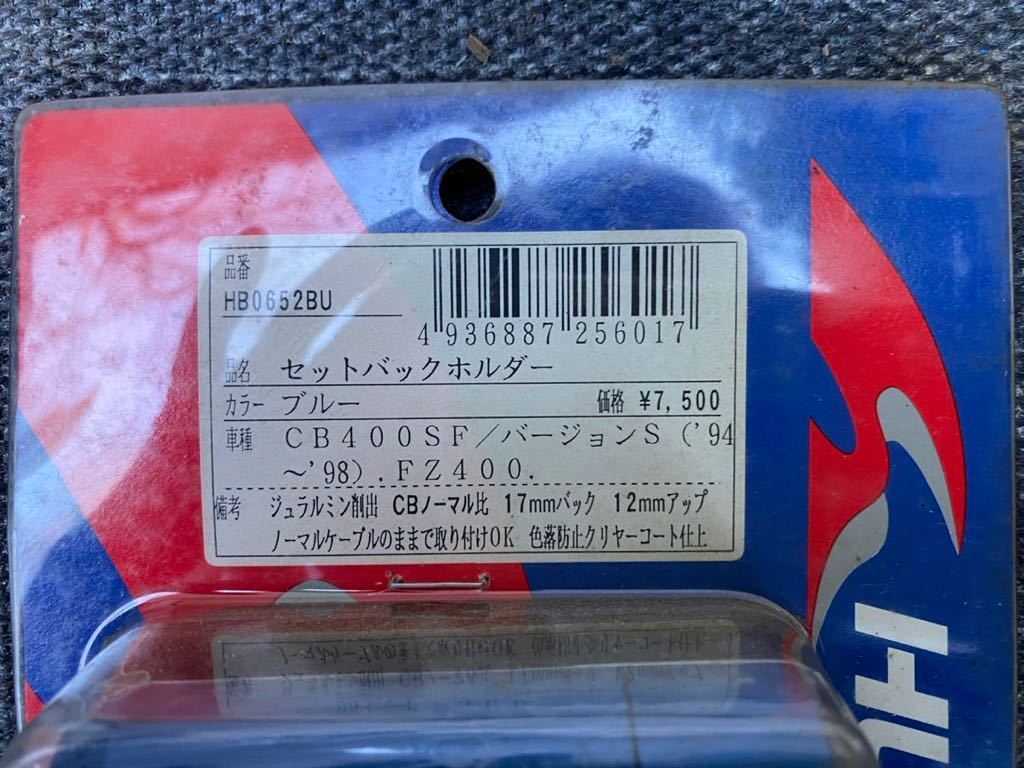 品番
HB0652BU
4 936887 256017
品名 セットバックホルダー
カラー ブルー 価格 ¥7,500
車種 CB400SF/バージョンS ('94
~'98).FZ400.
備考 ジュラルミン削出 CBノーマル比 17mmバック 12mmアップ
ノーマルケーブルのままで取り付けOK 色落防止クリヤーコート仕上